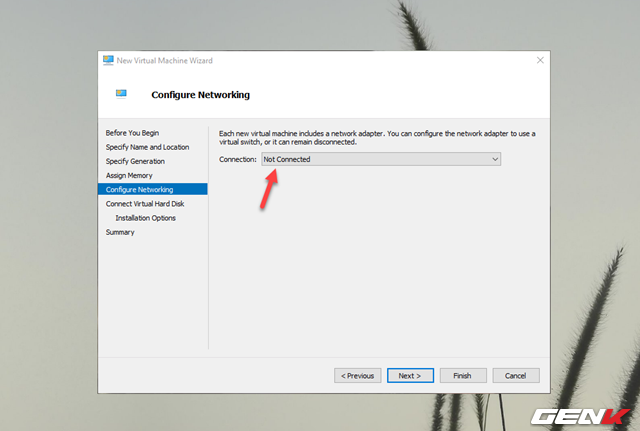 New Virtual Machine Wizard
Configure Networking
Before You Begin
Specify Name and Location
Specify Generation
Assign Memory
Configure Networking
Connect Virtual Hard Disk
Installation Options
Summary
Each new virtual machine includes a network adapter. You can configure the network adapter to use a
virtual switch, or it can remain disconnected.
Connection: Not Connected
< Previous Next > Finish Cancel
GENK